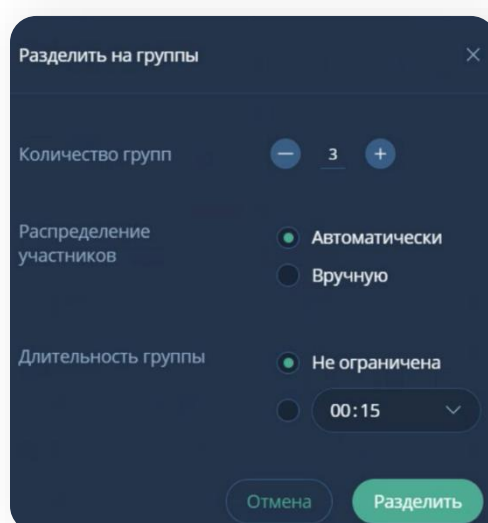 Разделить на группы
Количество групп
3
Распределение
участников
Автоматически
Вручную
Длительность группы
Не ограничена
00:15
Отмена
Разделить